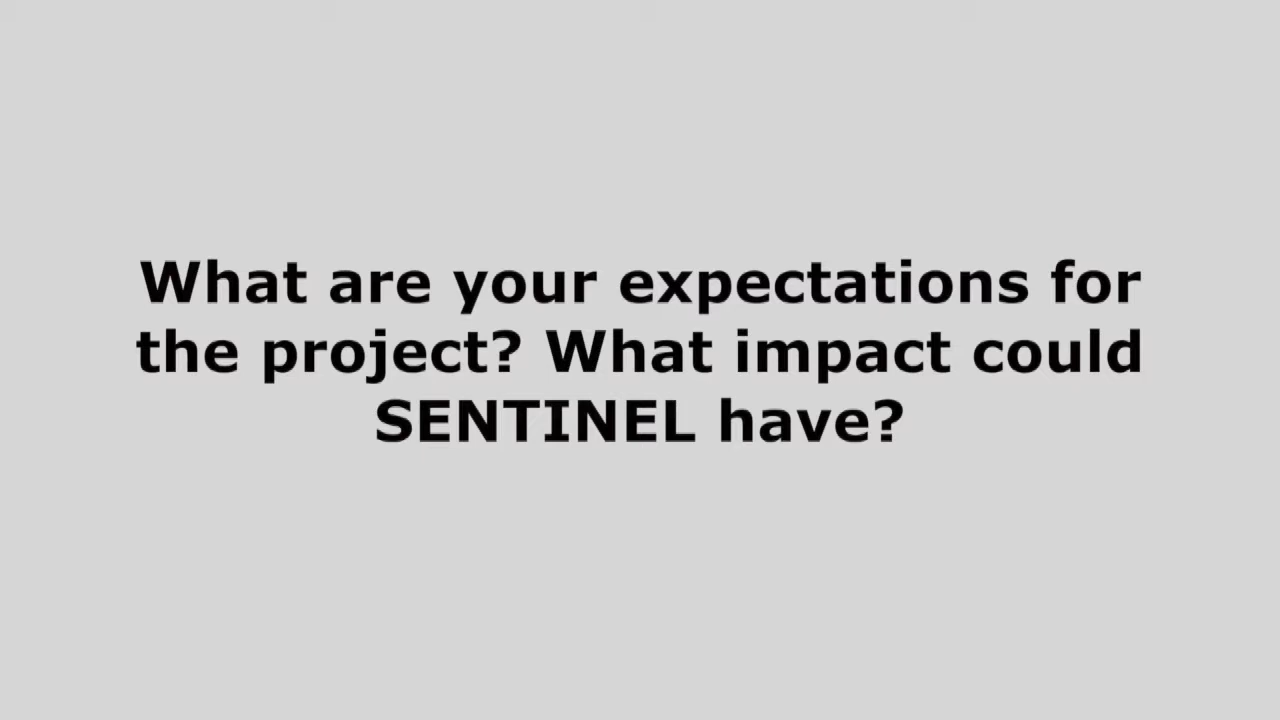 What are your expectations for
the project? What impact could
SENTINEL have?